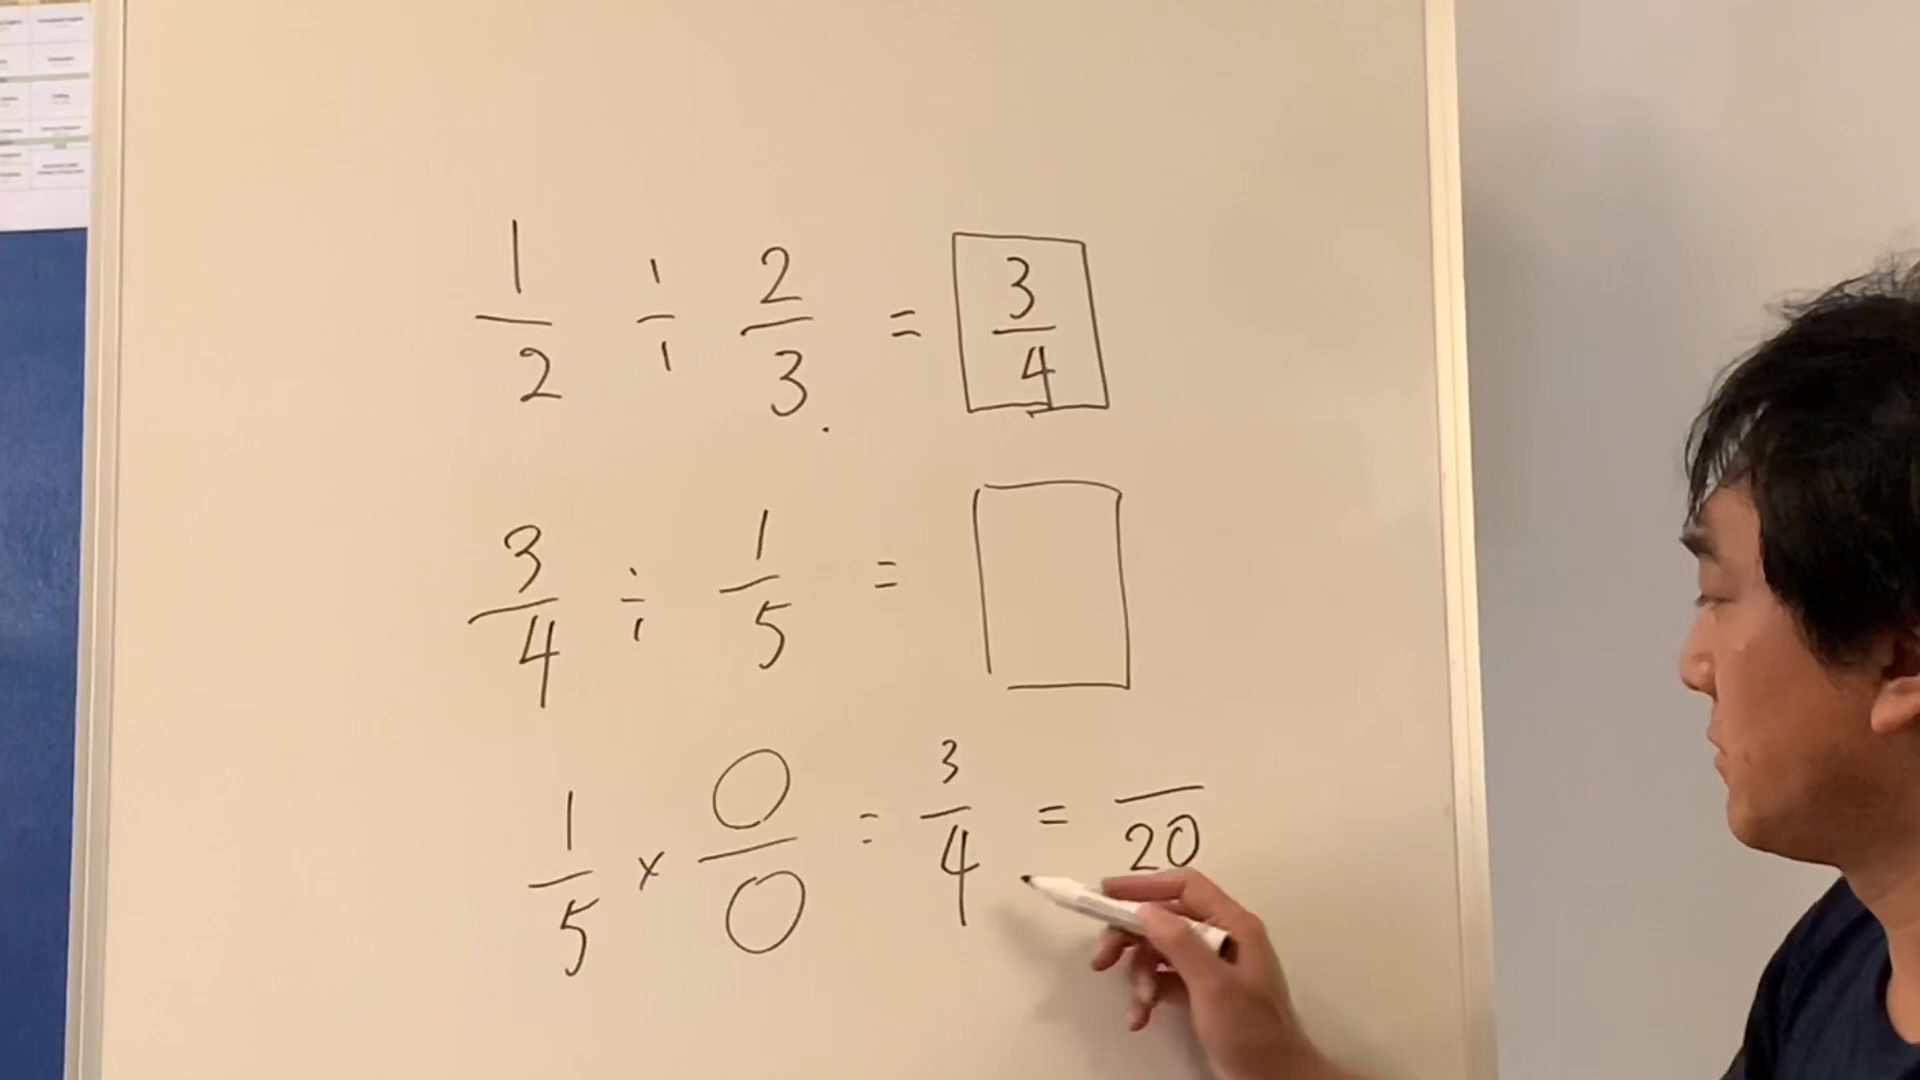 1/2 ÷ 2/3. = 3/4
3/4 ÷ 1/5 =
1/5 × 0/0 = 3/4 = /20